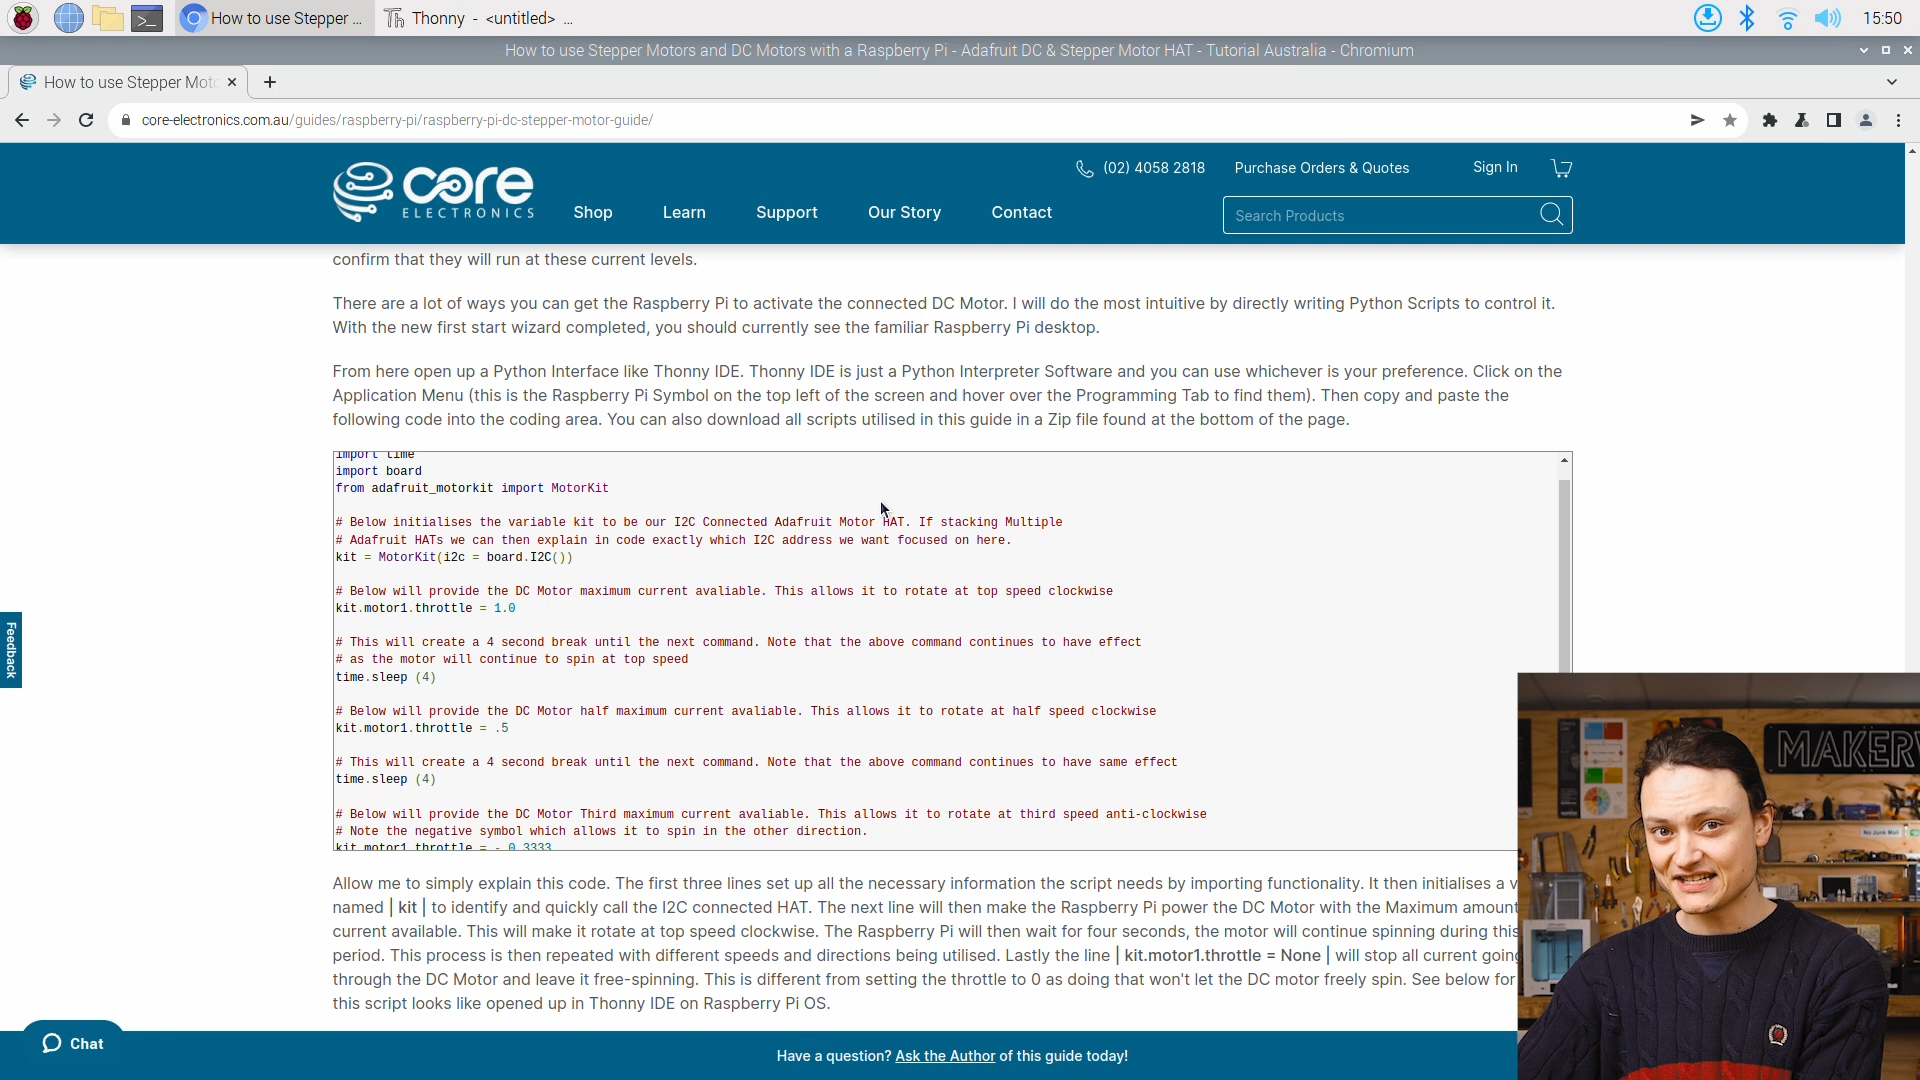 How to use Stepper ...
Thonny - <untitled> ...
15:50
How to use Stepper Motors and DC Motors with a Raspberry Pi - Adafruit DC & Stepper Motor HAT - Tutorial Australia - Chromium
How to use Stepper Mot
core-electronics.com.au/guides/raspberry-pi/raspberry-pi-dc-stepper-motor-guide/
core
ELECTRONICS
(02) 4058 2818
Purchase Orders & Quotes
Sign In
Shop
Learn
Support
Our Story
Contact
Search Products
confirm that they will run at these current levels.
There are a lot of ways you can get the Raspberry Pi to activate the connected DC Motor. I will do the most intuitive by directly writing Python Scripts to control it.
With the new first start wizard completed, you should currently see the familiar Raspberry Pi desktop.
From here open up a Python Interface like Thonny IDE. Thonny IDE is just a Python Interpreter Software and you can use whichever is your preference. Click on the
Application Menu (this is the Raspberry Pi Symbol on the top left of the screen and hover over the Programming Tab to find them). Then copy and paste the
following code into the coding area. You can also download all scripts utilised in this guide in a Zip file found at the bottom of the page.
import time
import board
from adafruit_motorkit import MotorKit
# Below initialises the variable kit to be our I2C Connected Adafruit Motor HAT. If stacking Multiple
# Adafruit HATs we can then explain in code exactly which I2C address we want focused on here.
kit = MotorKit(i2c = board.I2C())
# Below will provide the DC Motor maximum current avaliable. This allows it to rotate at top speed clockwise
kit.motor1.throttle = 1.0
# This will create a 4 second break until the next command. Note that the above command continues to have effect
# as the motor will continue to spin at top speed
time.sleep (4)
# Below will provide the DC Motor half maximum current avaliable. This allows it to rotate at half speed clockwise
kit.motor1.throttle = .5
# This will create a 4 second break until the next command. Note that the above command continues to have same effect
time.sleep (4)
# Below will provide the DC Motor Third maximum current avaliable. This allows it to rotate at third speed anti-clockwise
# Note the negative symbol which allows it to spin in the other direction.
kit.motor1.throttle = - 0.3333
Feedback
Allow me to simply explain this code. The first three lines set up all the necessary information the script needs by importing functionality. It then initialises a v
named | kit | to identify and quickly call the I2C connected HAT. The next line will then make the Raspberry Pi power the DC Motor with the Maximum amount
current available. This will make it rotate at top speed clockwise. The Raspberry Pi will then wait for four seconds, the motor will continue spinning during this
period. This process is then repeated with different speeds and directions being utilised. Lastly the line | kit.motor1.throttle = None | will stop all current going
through the DC Motor and leave it free-spinning. This is different from setting the throttle to 0 as doing that won't let the DC motor freely spin. See below for
this script looks like opened up in Thonny IDE on Raspberry Pi OS.
MAKER
No Junk Mail
Chat
Have a question? Ask the Author of this guide today!